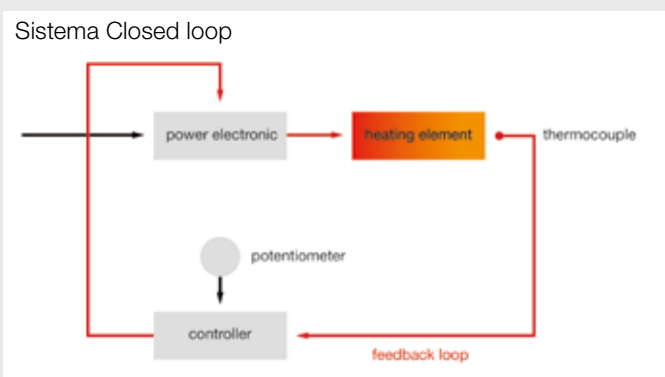 Sistema Closed loop
power electronic
heating element
thermocouple
potentiometer
controller
feedback loop